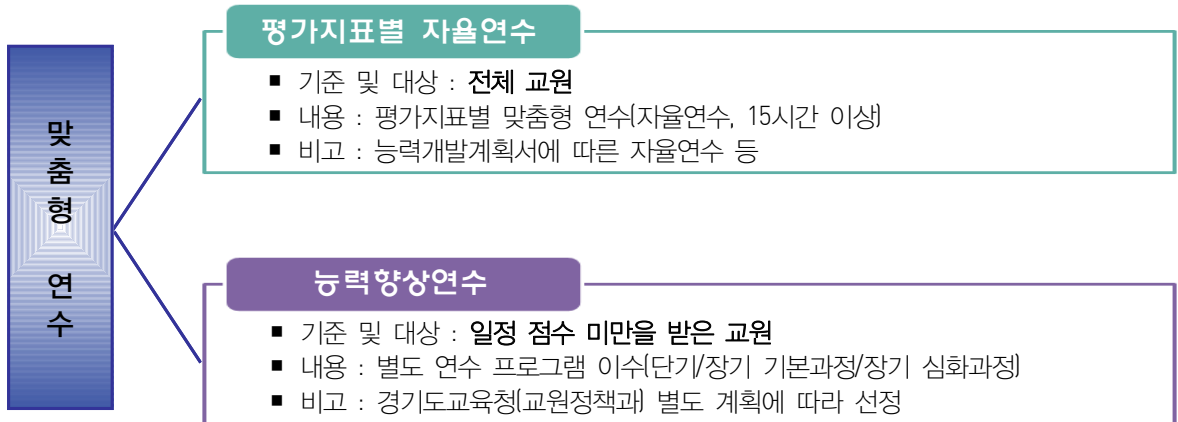 맞춤형 연수
평가지표별 자율연수
■ 기준 및 대상 : 전체 교원
■ 내용 : 평가지표별 맞춤형 연수(자율연수, 15시간 이상)
■ 비고 : 능력개발계획서에 따른 자율연수 등
능력향상연수
■ 기준 및 대상 : 일정 점수 미만을 받은 교원
■ 내용 : 별도 연수 프로그램 이수(단기/장기 기본과정/장기 심화과정)
■ 비고 : 경기도교육청(교원정책과) 별도 계획에 따라 선정